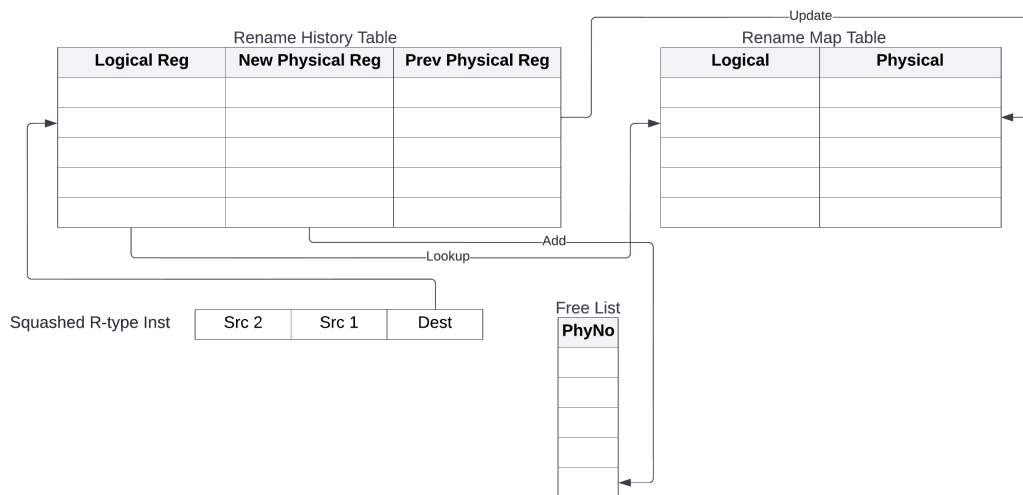 Update
Rename History Table
Rename Map Table
Logical Reg New Physical Reg Prev Physical Reg
Logical Physical
Add
Lookup
Free List
Squashed R-type Inst Src 2 Src 1 Dest
PhyNo